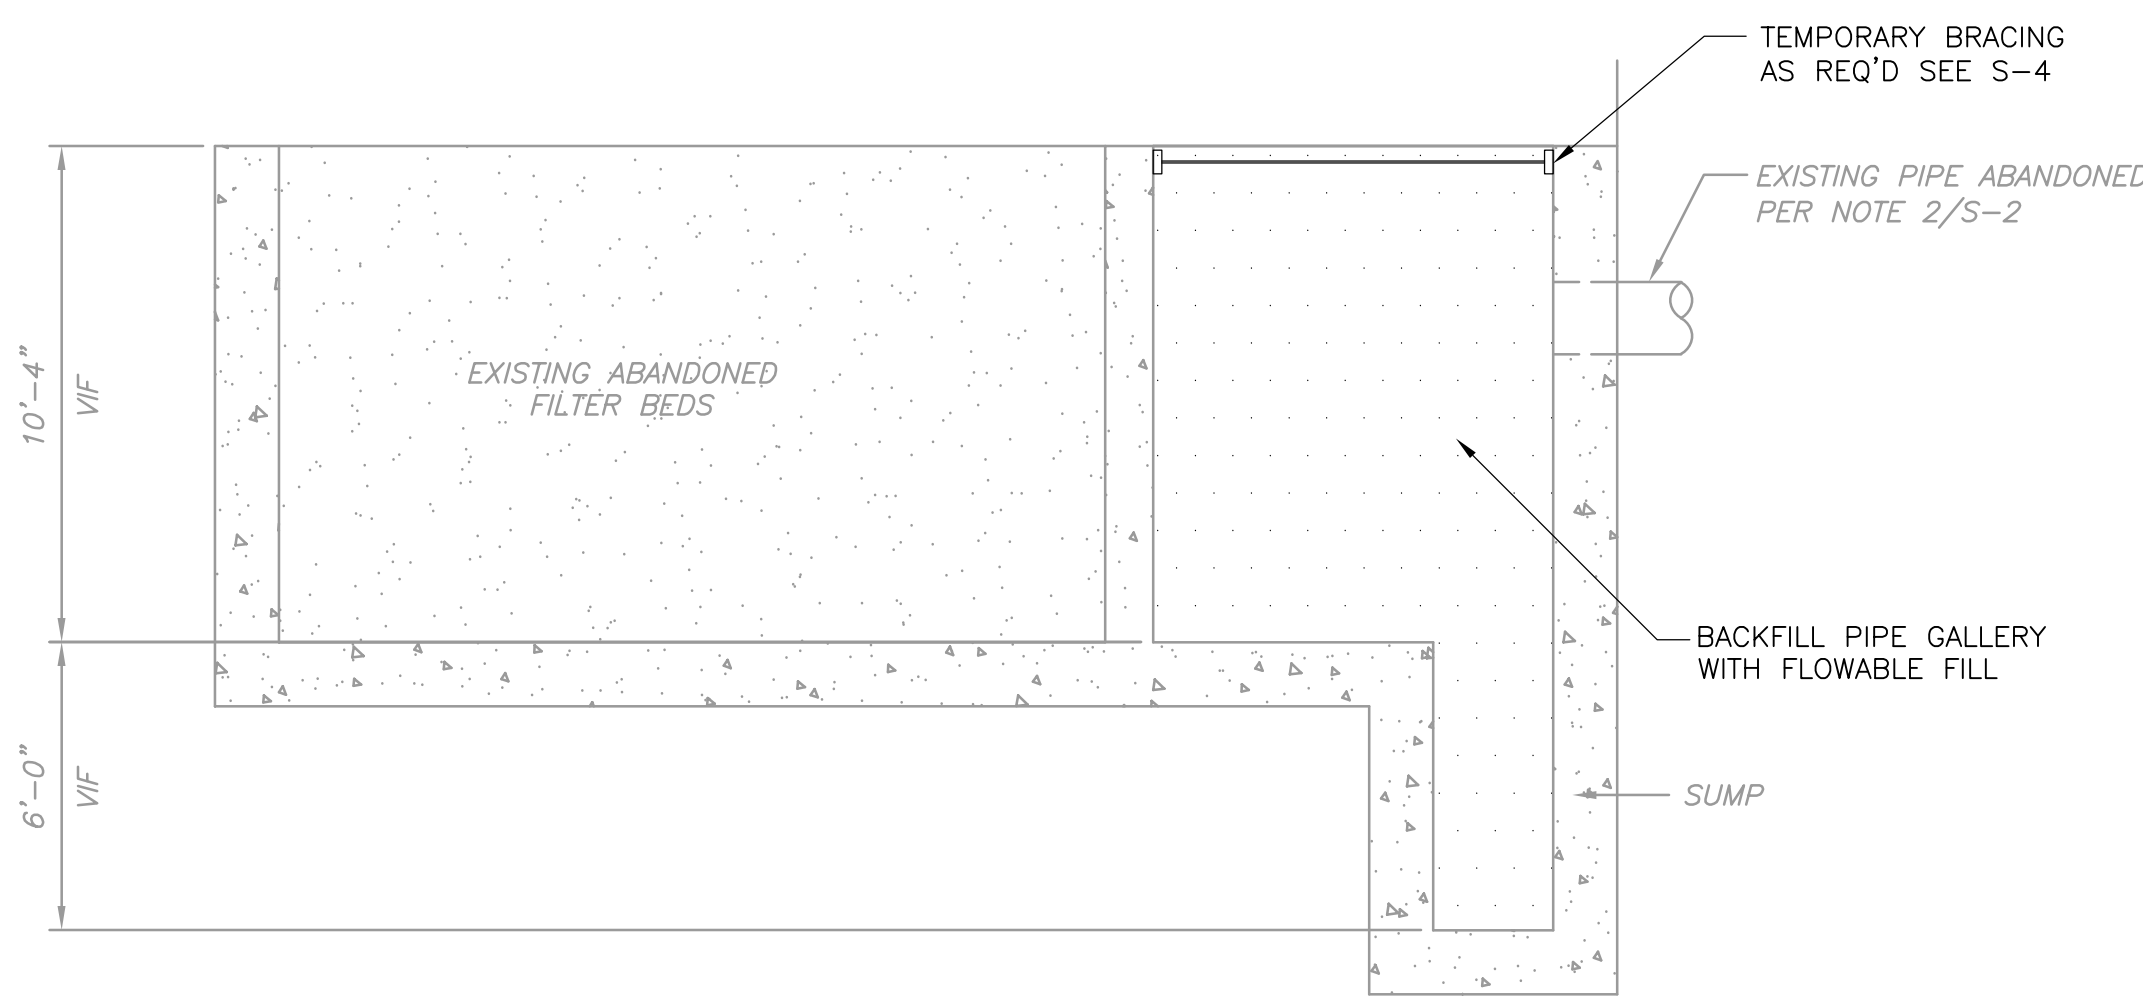 TEMPORARY BRACING
AS REQ'D SEE S-4
EXISTING PIPE ABANDONED
PER NOTE 2/S-2
10'-4"
VIF
EXISTING ABANDONED
FILTER BEDS
BACKFILL PIPE GALLERY
WITH FLOWABLE FILL
6'-0"
VIF
SUMP